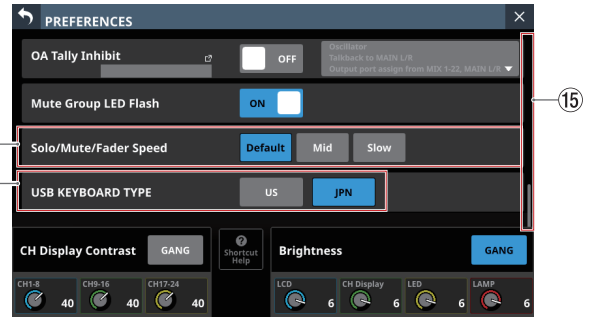 PREFERENCES
OA Tally Inhibit
OFF
Oscillator
Talkback to MAIN L/R
Output port assign from MIX 1-22, MAIN L/R
Mute Group LED Flash
ON
⑮
Solo/Mute/Fader Speed
Default Mid Slow
USB KEYBOARD TYPE
US JPN
CH Display Contrast GANG
Shortcut
Help
Brightness GANG
CH1-8 CH9-16 CH17-24
40 40 40
LCD CH Display LED LAMP
6 6 6 6